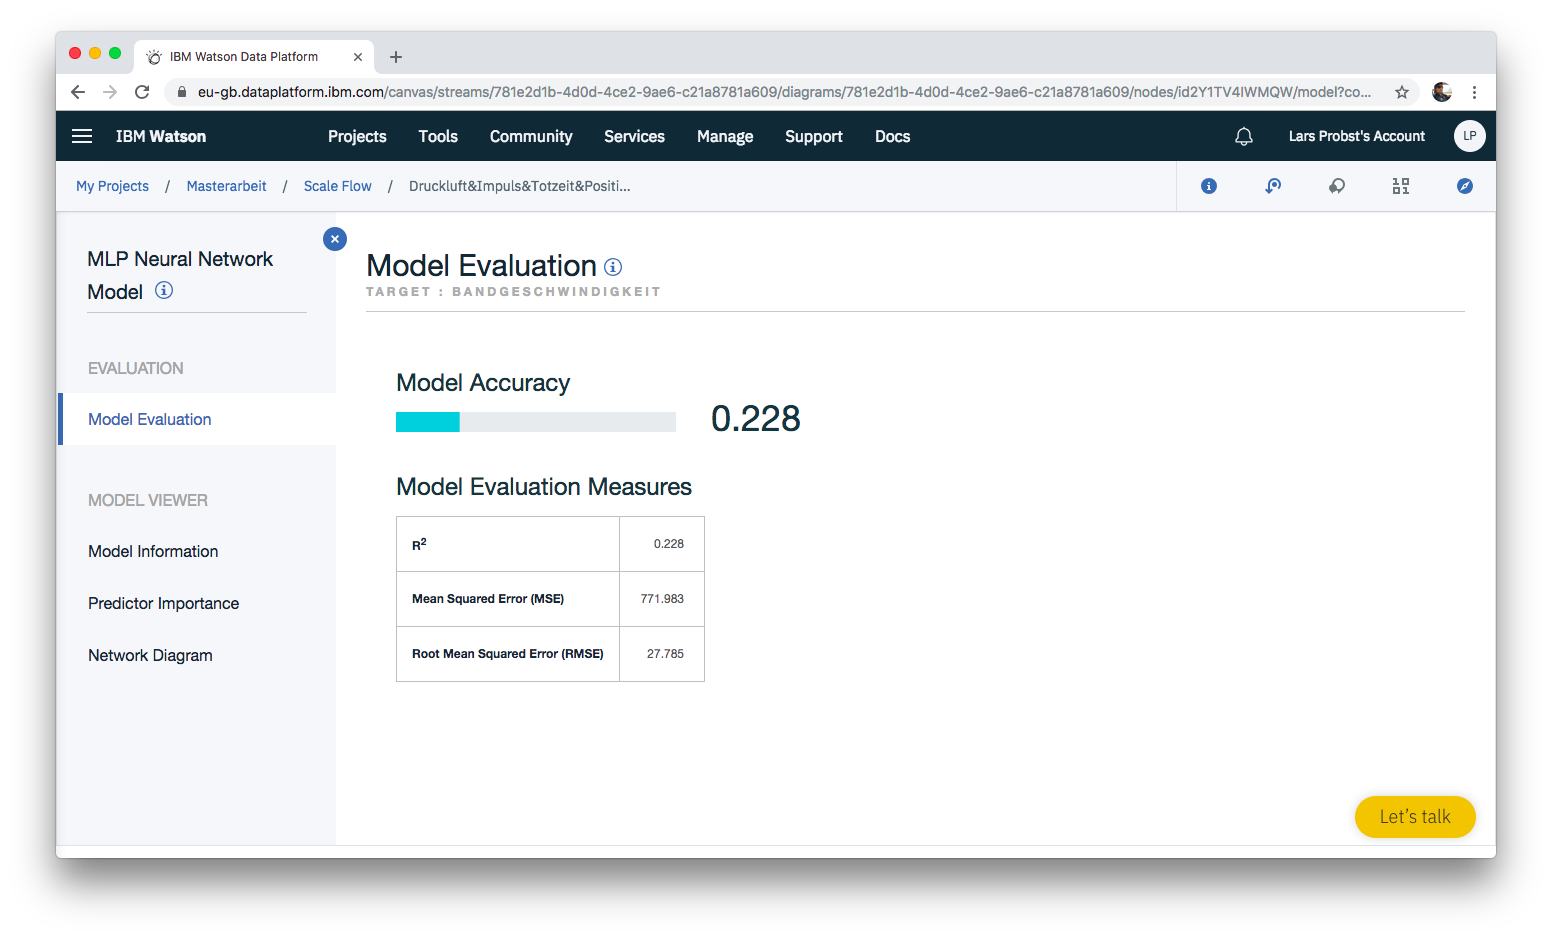 IBM Watson Data Platform
eu-gb.dataplatform.ibm.com/canvas/streams/781e2d1b-4d0d-4ce2-9ae6-c21a8781a609/diagrams/781e2d1b-4d0d-4ce2-9ae6-c21a8781a609/nodes/id2Y1TV4IWMQW/model?co...
IBM Watson Projects Tools Community Services Manage Support Docs Lars Probst's Account LP
My Projects / Masterarbeit / Scale Flow / Druckluft&Impuls&Totzeit&Positi...
MLP Neural Network
Model
EVALUATION
Model Evaluation
MODEL VIEWER
Model Information
Predictor Importance
Network Diagram
Model Evaluation
TARGET : BANDGESCHWINDIGKEIT
Model Accuracy
0.228
Model Evaluation Measures
R² 0.228
Mean Squared Error (MSE) 771.983
Root Mean Squared Error (RMSE) 27.785
Let's talk